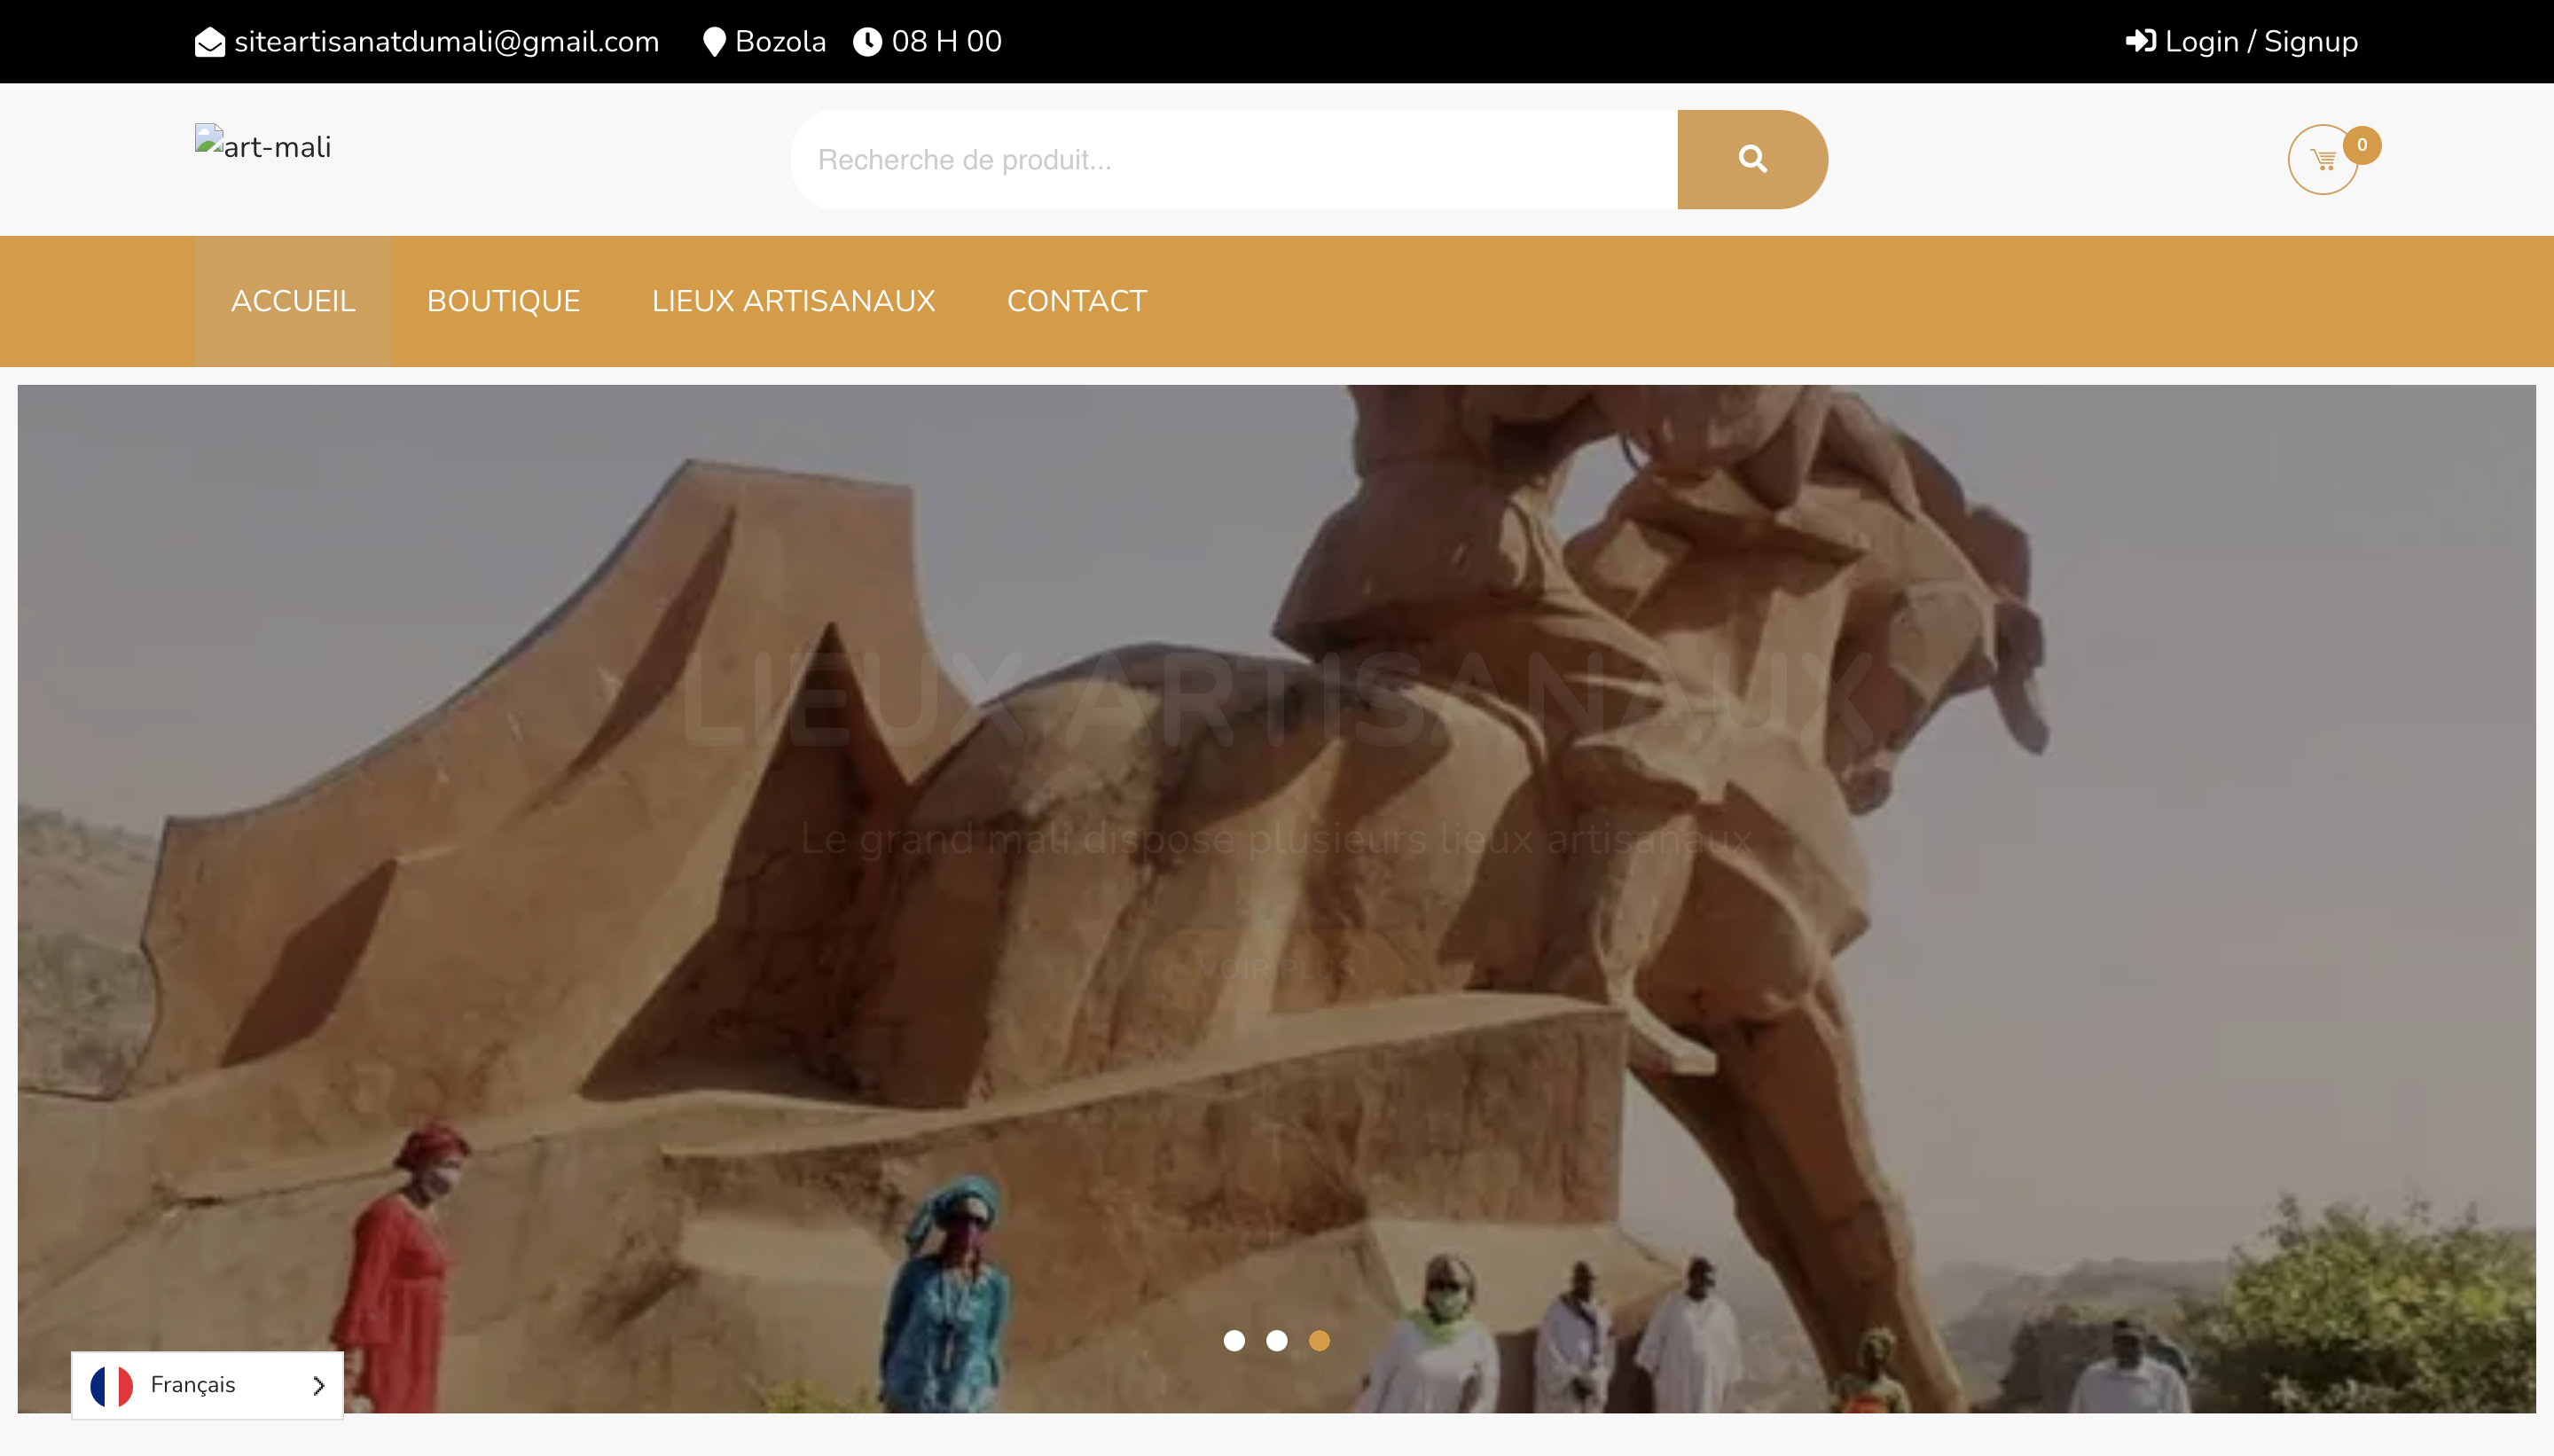 siteartisanatdumali@gmail.com Bozola 08 H 00 Login / Signup
art-mali
Recherche de produit...
0
ACCUEIL BOUTIQUE LIEUX ARTISANAUX CONTACT
LIEUX ARTISANAUX
Le grand mali dispose plusieurs lieux artisanaux
VOIR PLUS
Français